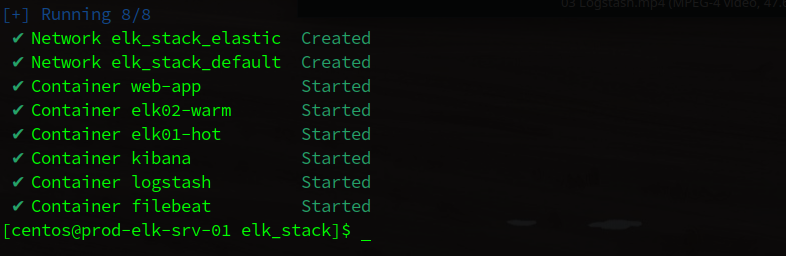 03 Logstash.mp4 (MPEG-4 video, 47.6
[+] Running 8/8
✔ Network elk_stack_elastic Created
✔ Network elk_stack_default Created
✔ Container web-app Started
✔ Container elk02-warm Started
✔ Container elk01-hot Started
✔ Container kibana Started
✔ Container logstash Started
✔ Container filebeat Started
[centos@prod-elk-srv-01 elk_stack]$ _